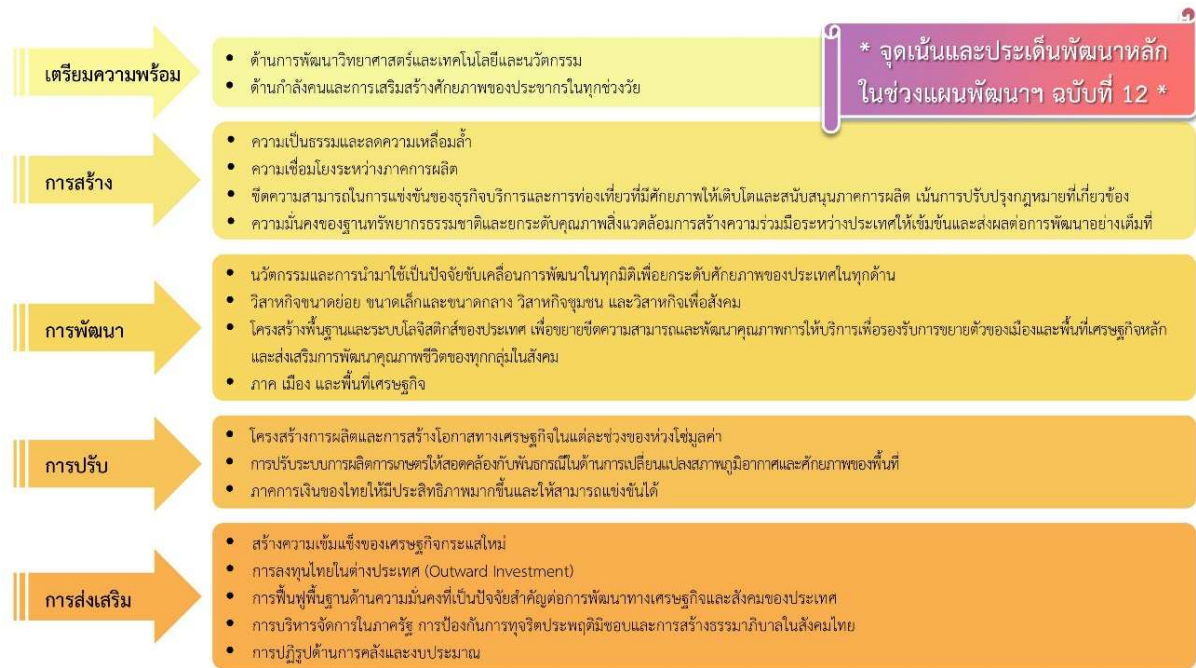 * จุดเน้นและประเด็นพัฒนาหลัก
ในช่วงแผนพัฒนาฯ ฉบับที่ 12 *
เตรียมความพร้อม
• ด้านการพัฒนาวิทยาศาสตร์และเทคโนโลยีและนวัตกรรม
• ด้านกำลังคนและการเสริมสร้างศักยภาพของประชากรในทุกช่วงวัย
การสร้าง
• ความเป็นธรรมและลดความเหลื่อมล้ำ
• ความเชื่อมโยงระหว่างภาคการผลิต
• ขีดความสามารถในการแข่งขันของธุรกิจบริการและการท่องเที่ยวที่มีศักยภาพให้เติบโตและสนับสนุนภาคการผลิต เน้นการปรับปรุงกฎหมายที่เกี่ยวข้อง
• ความมั่นคงของฐานทรัพยากรธรรมชาติและยกระดับคุณภาพสิ่งแวดล้อมการสร้างความร่วมมือระหว่างประเทศให้เข้มข้นและส่งผลต่อการพัฒนาอย่างเต็มที่
การพัฒนา
• นวัตกรรมและการนำมาใช้เป็นปัจจัยขับเคลื่อนการพัฒนาในทุกมิติเพื่อยกระดับศักยภาพของประเทศในทุกด้าน
• วิสาหกิจขนาดย่อย ขนาดเล็กและขนาดกลาง วิสาหกิจชุมชน และวิสาหกิจเพื่อสังคม
• โครงสร้างพื้นฐานและระบบโลจิสติกส์ของประเทศ เพื่อขยายขีดความสามารถและพัฒนาคุณภาพการให้บริการเพื่อรองรับการขยายตัวของเมืองและพื้นที่เศรษฐกิจหลัก
และส่งเสริมการพัฒนาคุณภาพชีวิตของทุกกลุ่มในสังคม
• ภาค เมือง และพื้นที่เศรษฐกิจ
การปรับ
• โครงสร้างการผลิตและการสร้างโอกาสทางเศรษฐกิจในแต่ละช่วงของห่วงโซ่มูลค่า
• การปรับระบบการผลิตการเกษตรให้สอดคล้องกับพันธกรณีในด้านการเปลี่ยนแปลงสภาพภูมิอากาศและศักยภาพของพื้นที่
• ภาคการเงินของไทยให้มีประสิทธิภาพมากขึ้นและให้สามารถแข่งขันได้
การส่งเสริม
• สร้างความเข้มแข็งของเศรษฐกิจกระแสใหม่
• การลงทุนไทยในต่างประเทศ (Outward Investment)
• การฟื้นฟูพื้นฐานด้านความมั่นคงที่เป็นปัจจัยสำคัญต่อการพัฒนาทางเศรษฐกิจและสังคมของประเทศ
• การบริหารจัดการในภาครัฐ การป้องกันการทุจริตประพฤติมิชอบและการสร้างธรรมาภิบาลในสังคมไทย
• การปฏิรูปด้านการคลังและงบประมาณ